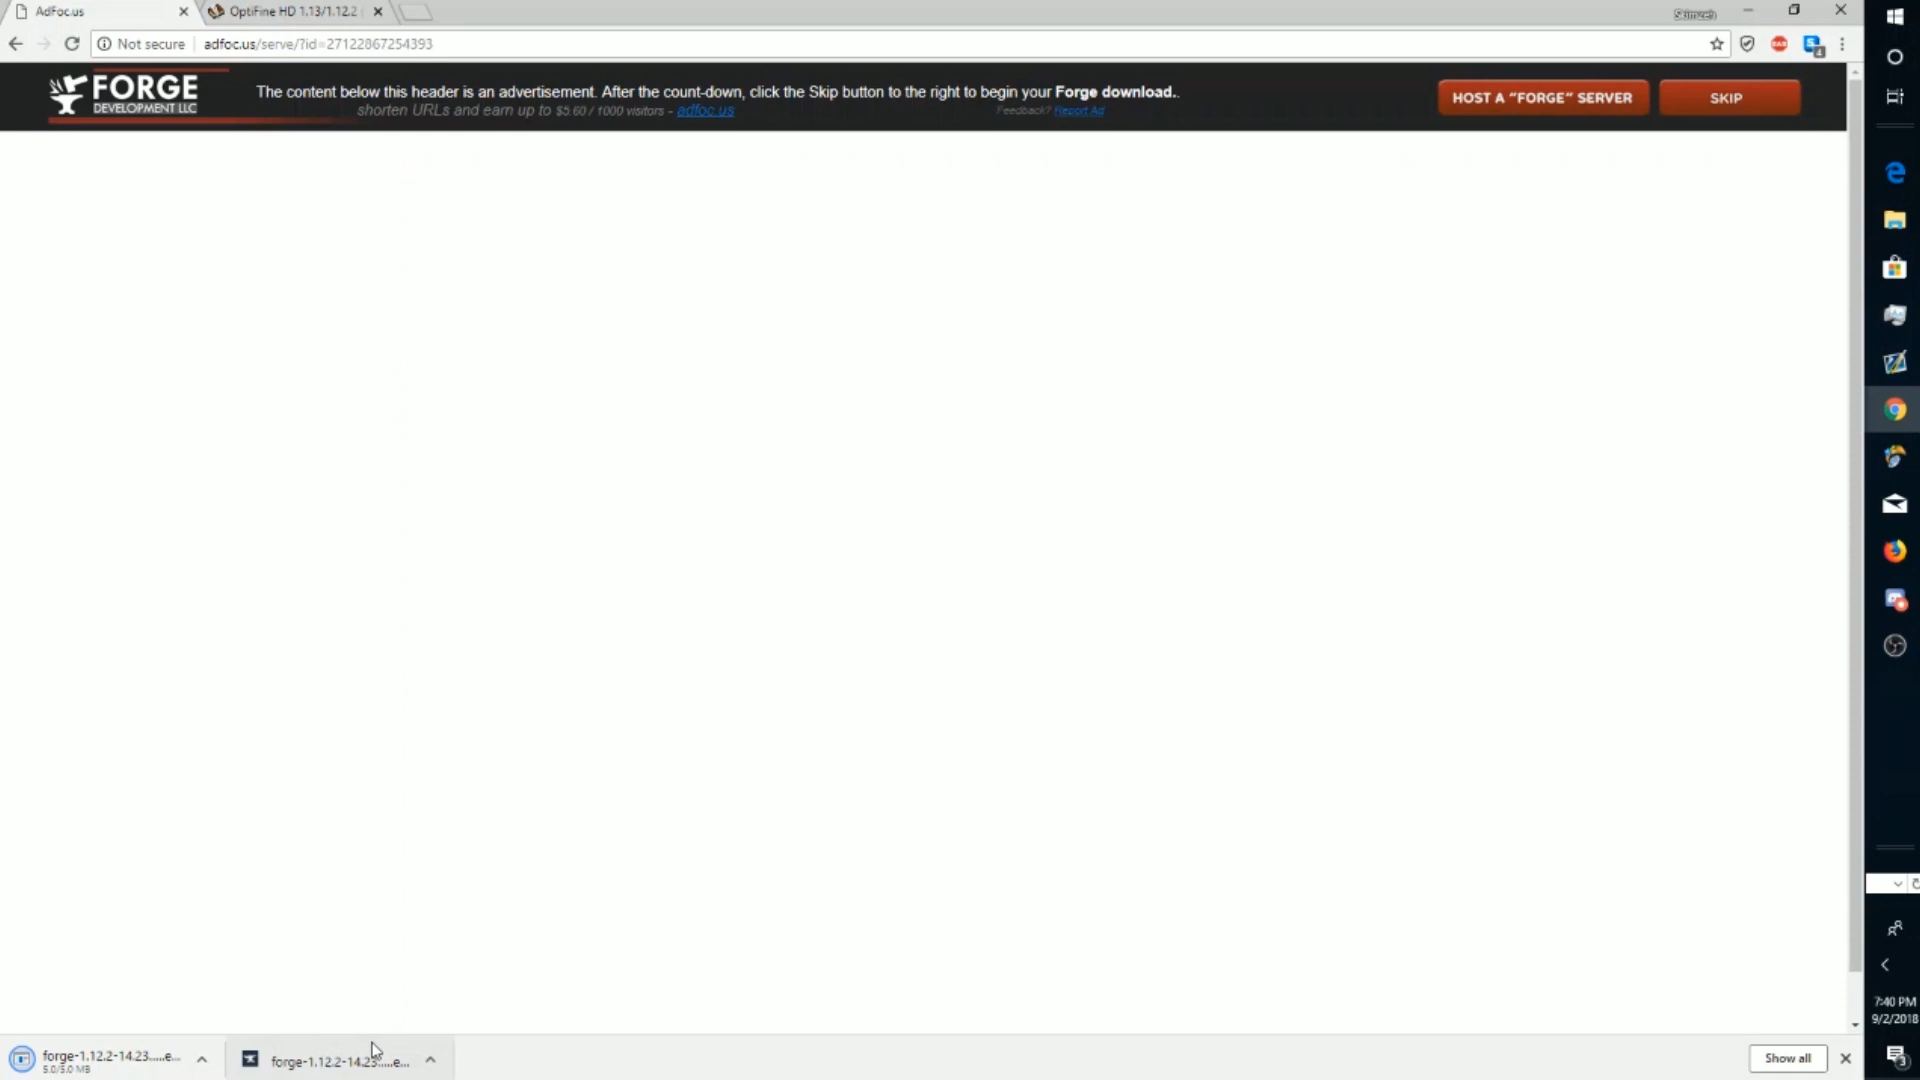 AdFoc.us
OptiFine HD 1.13/1.12.2
Skimzeh
Not secure
adfoc.us/serve/?id=27122867254393
FORGE
DEVELOPMENT LLC
The content below this header is an advertisement. After the count-down, click the Skip button to the right to begin your Forge download..
shorten URLs and earn up to $5.60 / 1000 visitors - adfoc.us
Feedback? Report Ad
HOST A "FORGE" SERVER
SKIP
7:40 PM
9/2/2018
forge-1.12.2-14.23.....e...
5.0/5.0 MB
forge-1.12.2-14.23.....e...
Show all
3